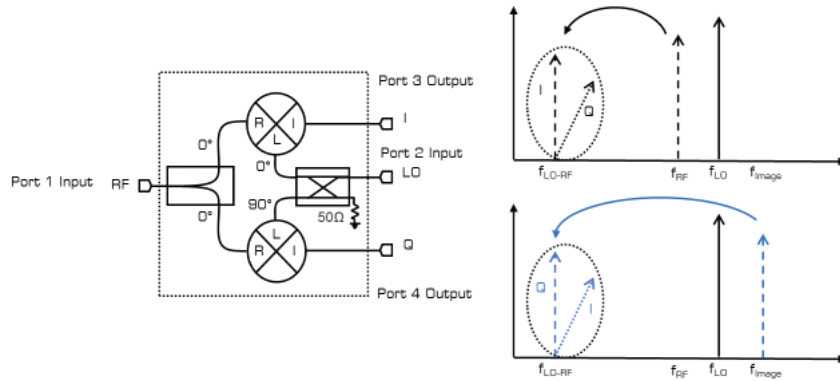 Port 1 Input
RF
0°
0°
R
I
L
0°
90°
L
R
I
50Ω
Port 3 Output
I
Port 2 Input
LO
Q
Port 4 Output
I
Q
fLO-RF
fRF
fLO
fImage
Q
I
fLO-RF
fRF
fLO
fImage